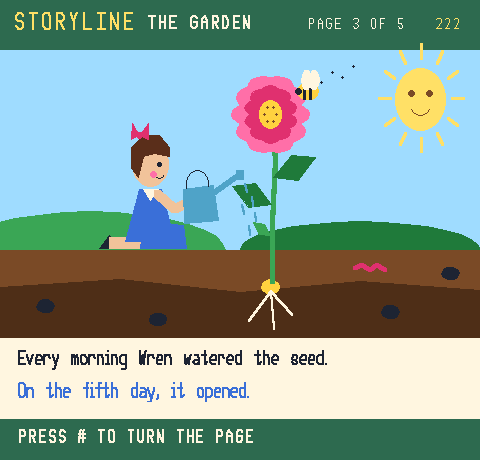 STORYLINE THE GARDEN PAGE 3 OF 5 222
Every morning Wren watered the seed.
On the fifth day, it opened.
PRESS # TO TURN THE PAGE